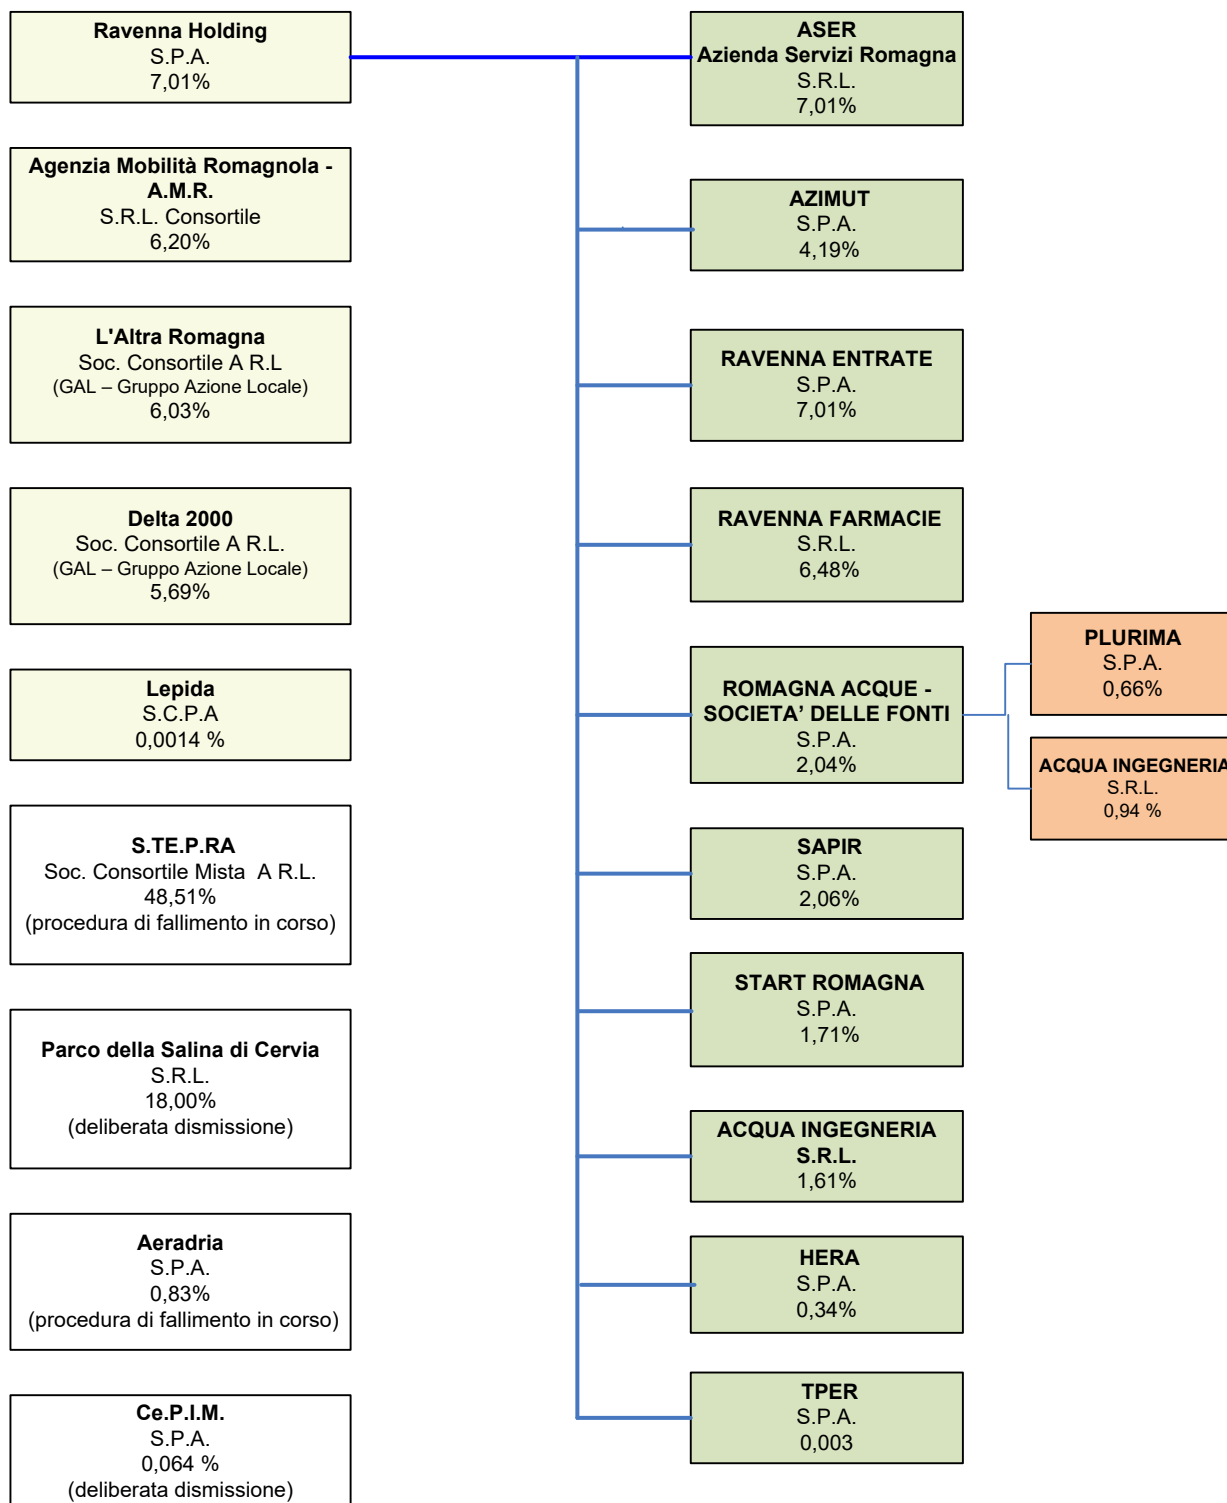 Ravenna Holding
S.P.A.
7,01%
Agenzia Mobilità Romagnola -
A.M.R.
S.R.L. Consortile
6,20%
L'Altra Romagna
Soc. Consortile A R.L
(GAL – Gruppo Azione Locale)
6,03%
Delta 2000
Soc. Consortile A R.L.
(GAL – Gruppo Azione Locale)
5,69%
Lepida
S.C.P.A
0,0014 %
S.TE.P.RA
Soc. Consortile Mista A R.L.
48,51%
(procedura di fallimento in corso)
Parco della Salina di Cervia
S.R.L.
18,00%
(deliberata dismissione)
Aeradria
S.P.A.
0,83%
(procedura di fallimento in corso)
Ce.P.I.M.
S.P.A.
0,064 %
(deliberata dismissione)
ASER
Azienda Servizi Romagna
S.R.L.
7,01%
AZIMUT
S.P.A.
4,19%
RAVENNA ENTRATE
S.P.A.
7,01%
RAVENNA FARMACIE
S.R.L.
6,48%
ROMAGNA ACQUE -
SOCIETA' DELLE FONTI
S.P.A.
2,04%
SAPIR
S.P.A.
2,06%
START ROMAGNA
S.P.A.
1,71%
ACQUA INGEGNERIA
S.R.L.
1,61%
HERA
S.P.A.
0,34%
TPER
S.P.A.
0,003
PLURIMA
S.P.A.
0,66%
ACQUA INGEGNERIA
S.R.L.
0,94 %